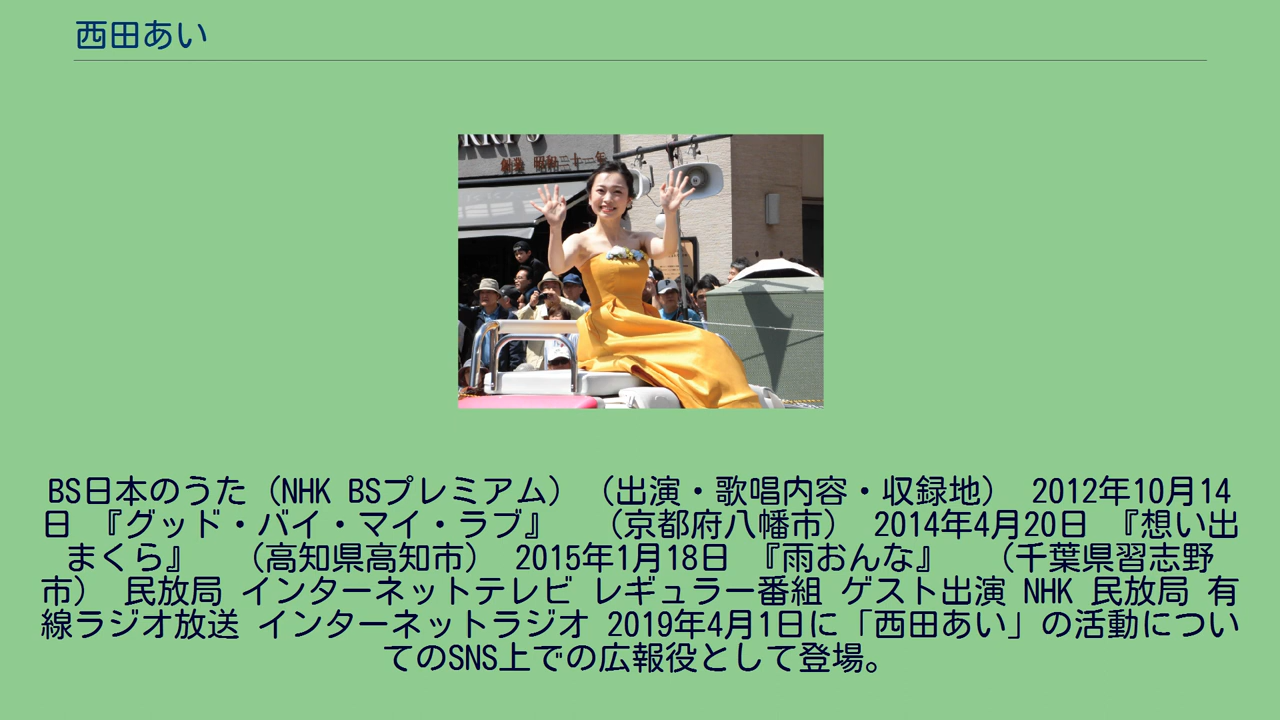 西田あい
創業 昭和三十一年
BS日本のうた（NHK BSプレミアム）（出演・歌唱内容・収録地） 2012年10月14
日 『グッド・バイ・マイ・ラブ』 （京都府八幡市） 2014年4月20日 『想い出
まくら』 （高知県高知市） 2015年1月18日 『雨おんな』 （千葉県習志野
市） 民放局 インターネットテレビ レギュラー番組 ゲスト出演 NHK 民放局 有
線ラジオ放送 インターネットラジオ 2019年4月1日に「西田あい」の活動につい
てのSNS上での広報役として登場。